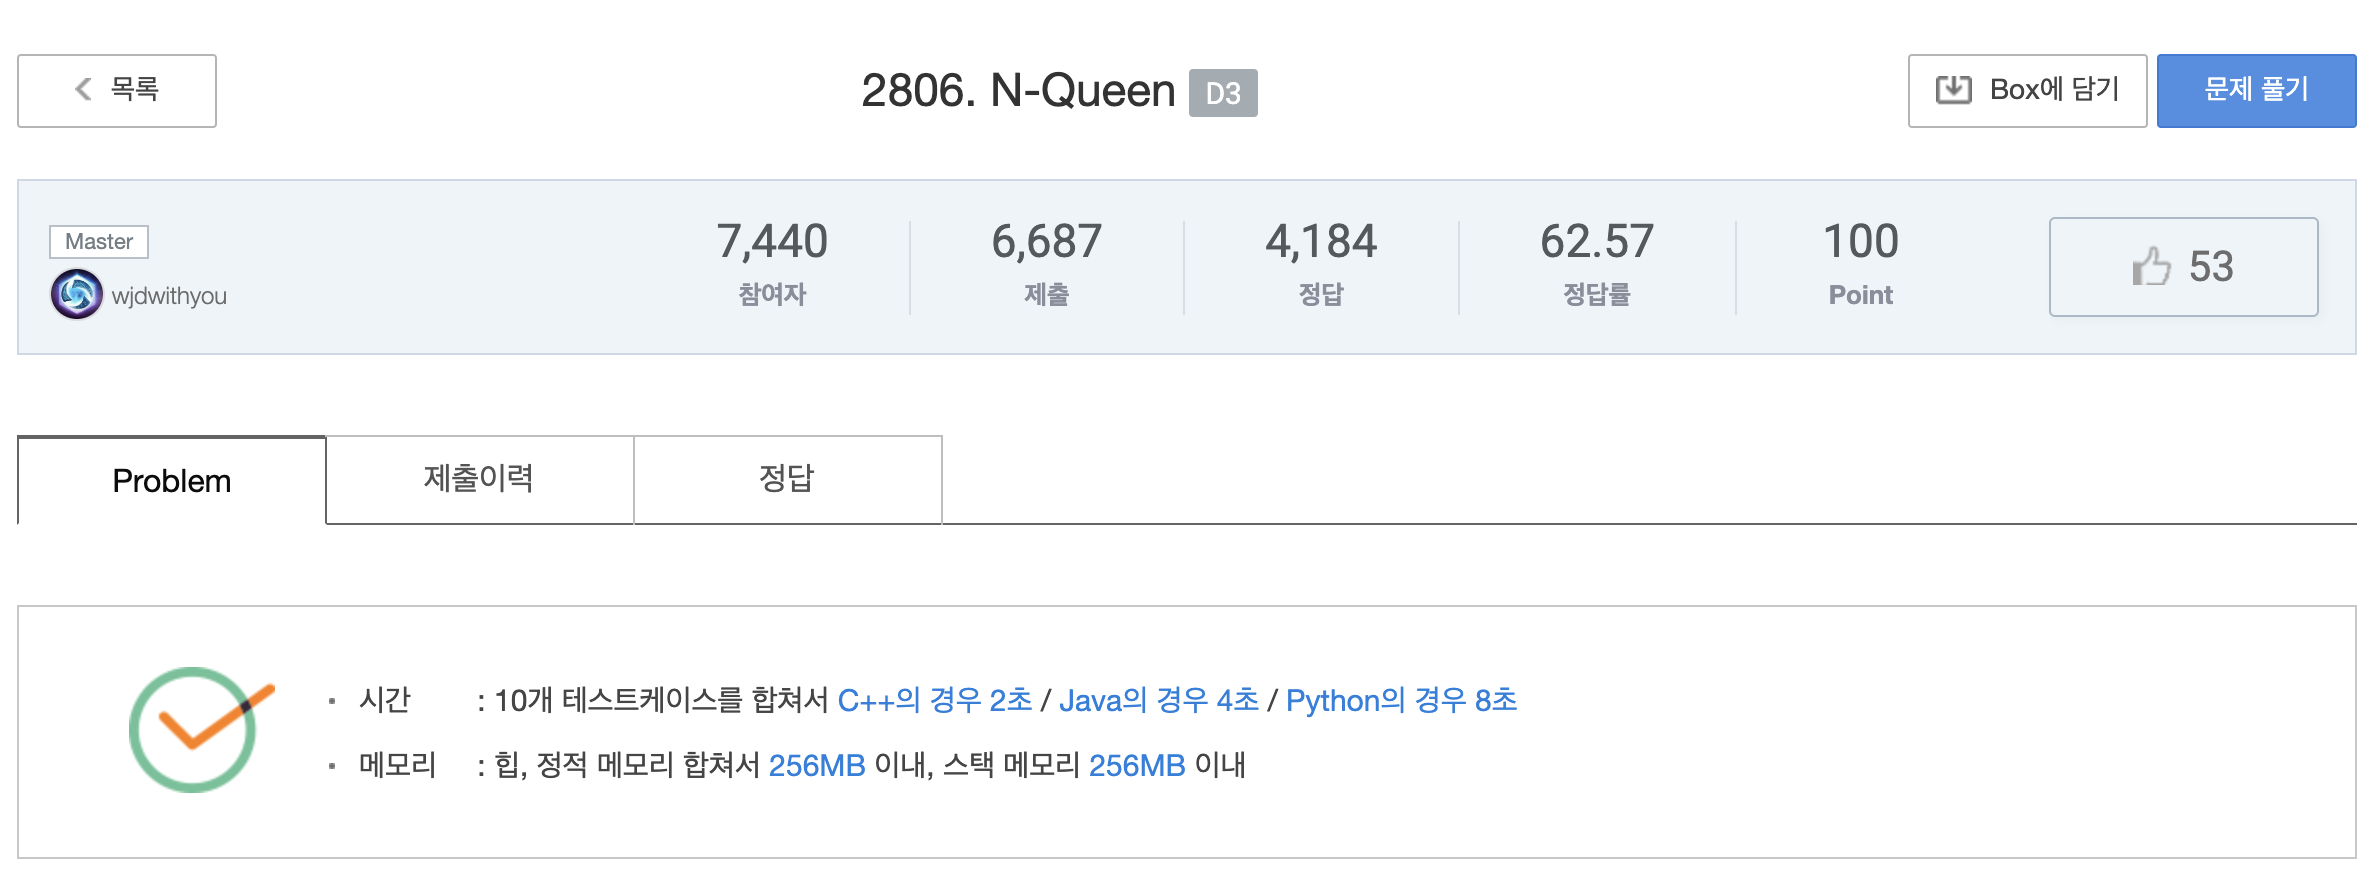 목록
2806. N-Queen D3
Box에 담기
문제 풀기
Master
wjdwithyou
7,440
참여자
6,687
제출
4,184
정답
62.57
정답률
100
Point
53
Problem
제출이력
정답
· 시간 : 10개 테스트케이스를 합쳐서 C++의 경우 2초 / Java의 경우 4초 / Python의 경우 8초
· 메모리 : 힙, 정적 메모리 합쳐서 256MB 이내, 스택 메모리 256MB 이내